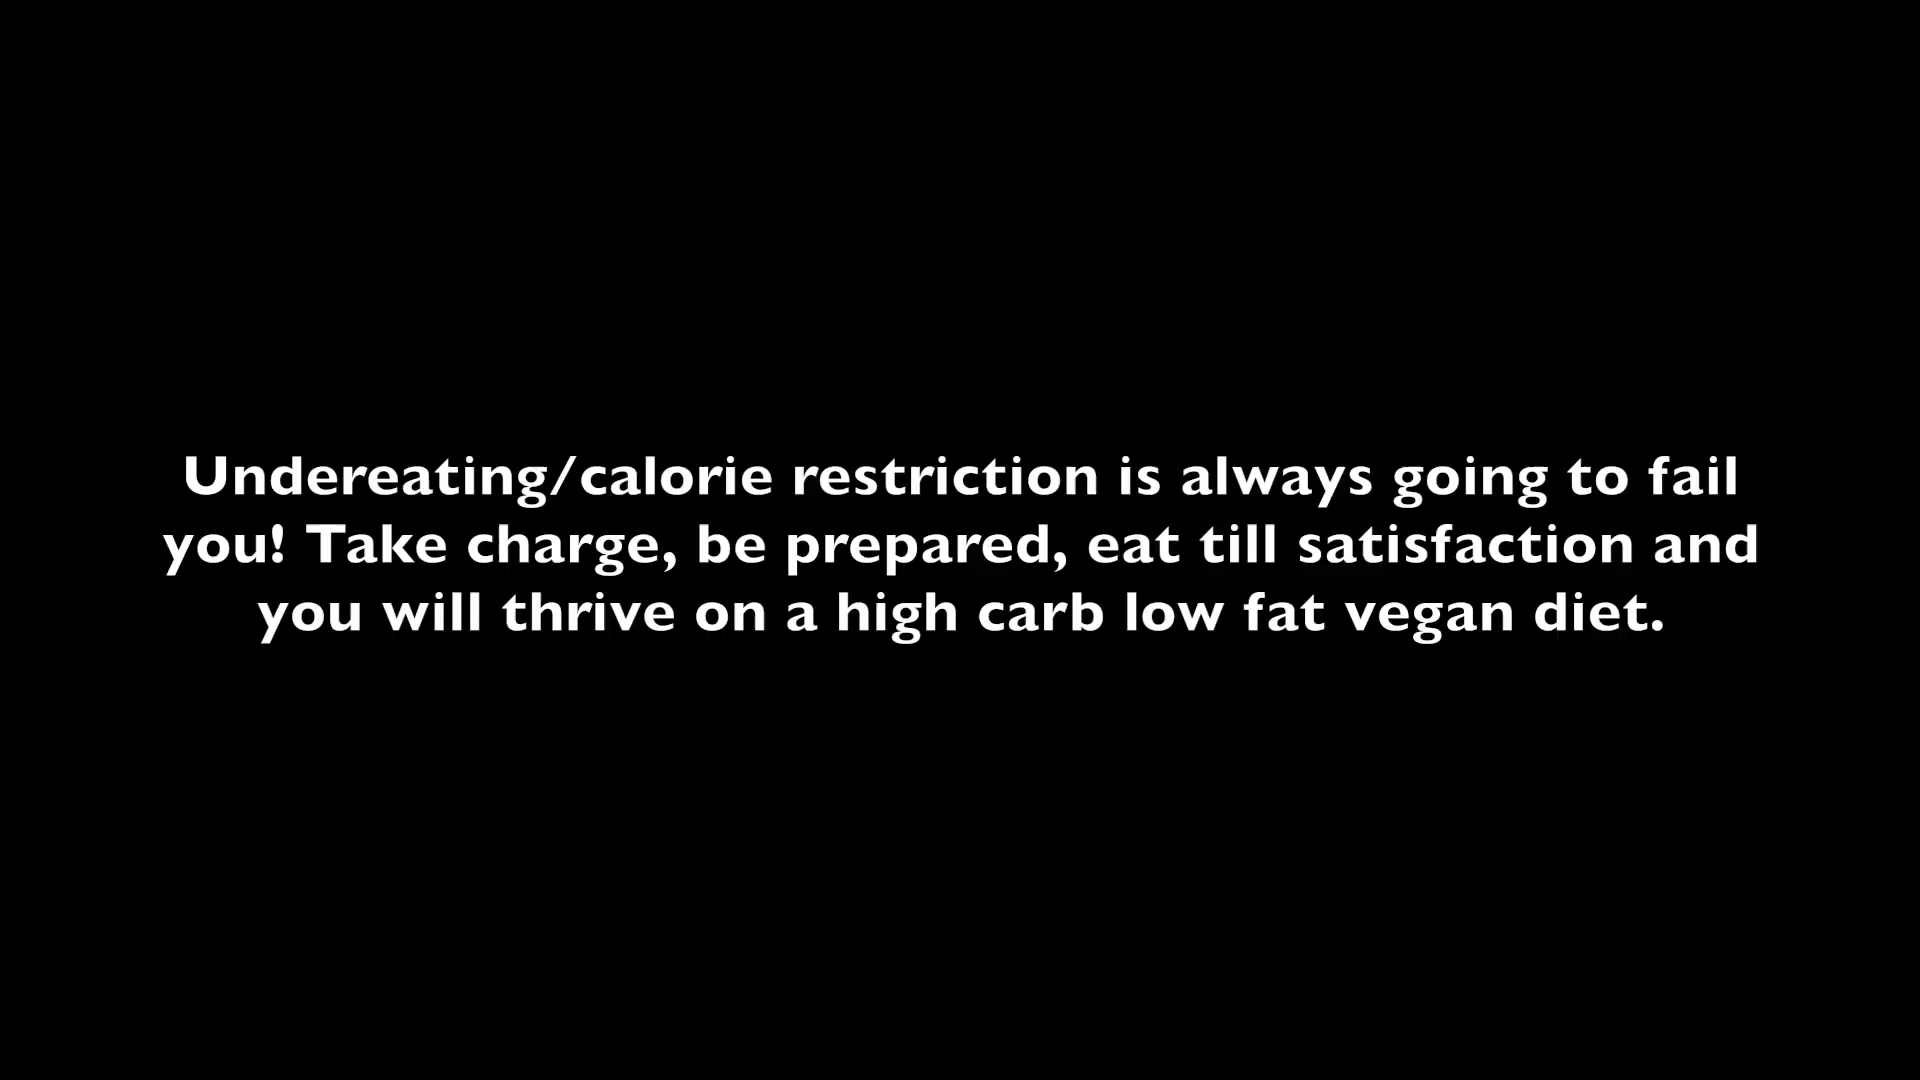 Undereating/calorie restriction is always going to fail
you! Take charge, be prepared, eat till satisfaction and
you will thrive on a high carb low fat vegan diet.